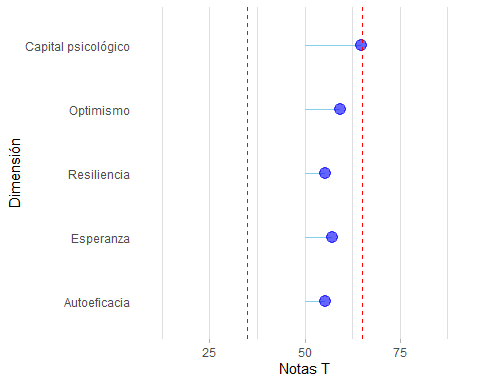 Capital psicológico
Optimismo
Resiliencia
Esperanza
Autoeficacia
Dimensión
25
50
75
Notas T